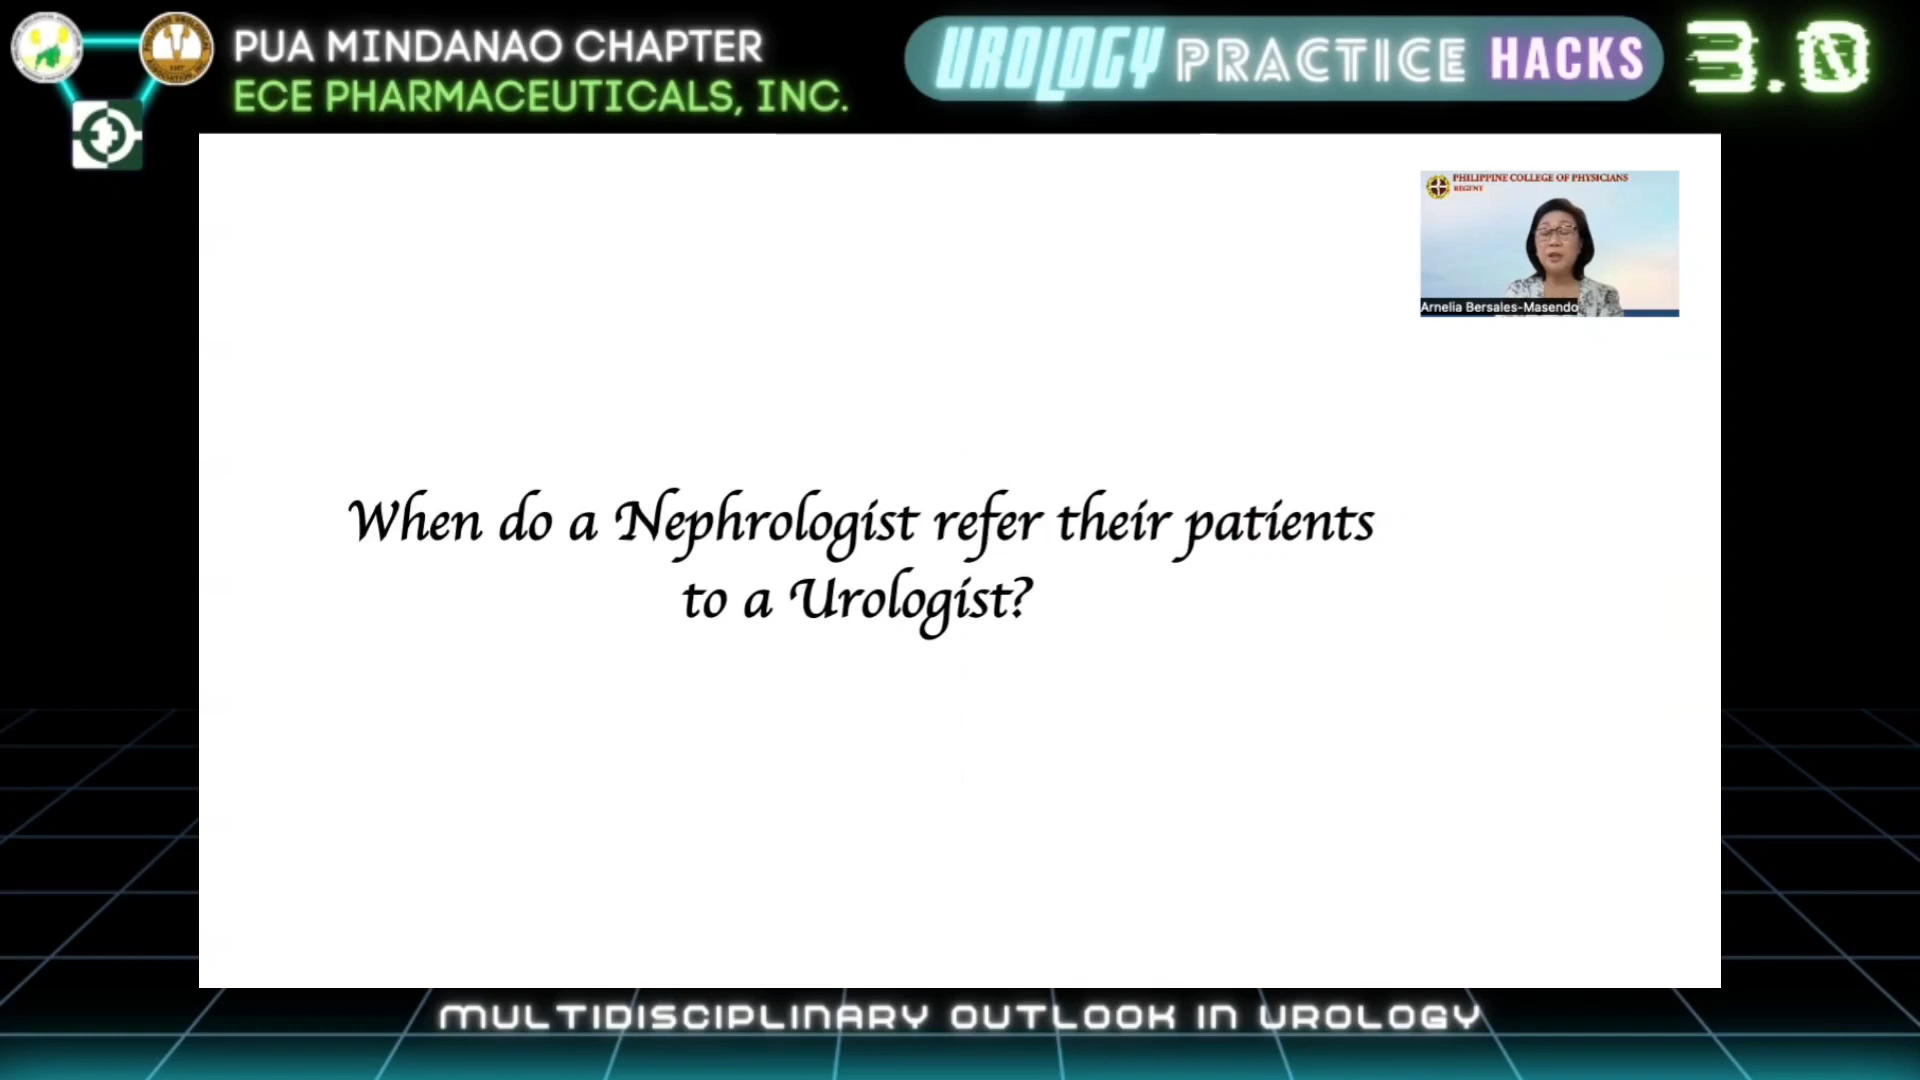 PUA MINDANAO CHAPTER
ECE PHARMACEUTICALS, INC.
UROLOGY PRACTICE HACKS 3.0
PHILIPPINE COLLEGE OF PHYSICIANS
REGENT
Arnelia Bersales-Masendo
When do a Nephrologist refer their patients
to a Urologist?
MULTIDISCIPLINARY OUTLOOK IN UROLOGY